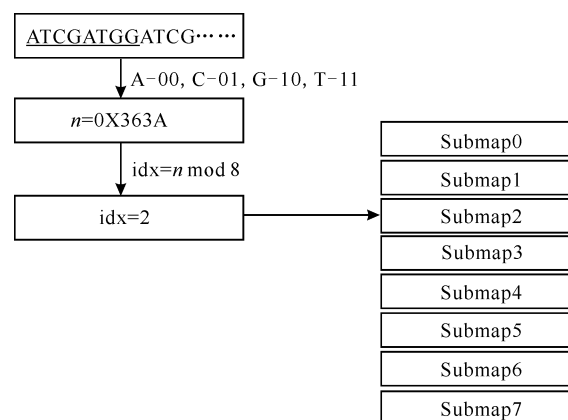 ATCGATGGATCG……
A-00, C-01, G-10, T-11
n=0X363A
idx=n mod 8
idx=2
Submap0
Submap1
Submap2
Submap3
Submap4
Submap5
Submap6
Submap7